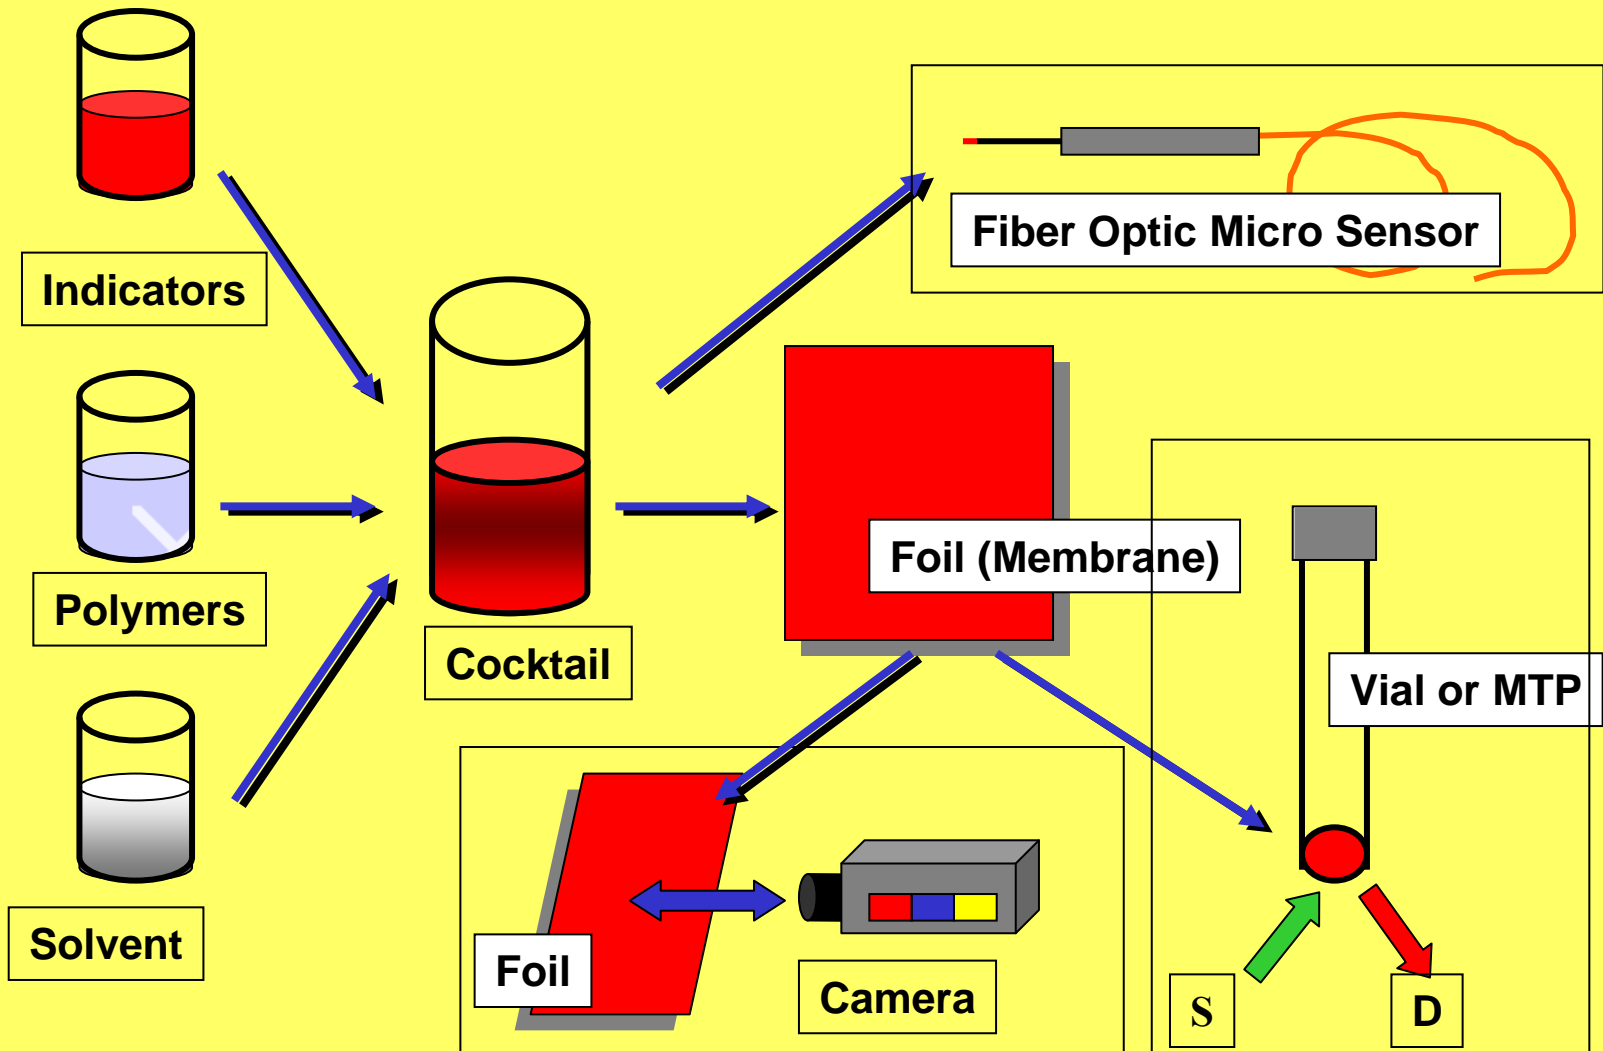 Indicators
Fiber Optic Micro Sensor
Polymers
Cocktail
Foil (Membrane)
Vial or MTP
Solvent
Foil
Camera
S
D